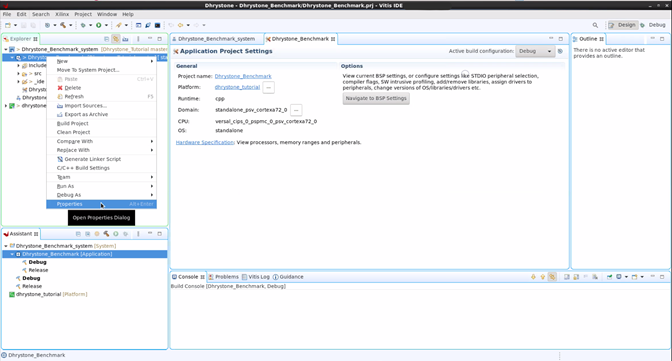 Dhrystone_Benchmark - Dhrystone_Benchmark.prj - Vitis IDE
File Edit Search Xilinx Project Window Help
Design Debug
Explorer
Dhrystone_Benchmark_system [Dhrystone_Tutorial master
Include
src
_ide
Dhryst
Dhryston
dhrystone
New
Move To System Project...
Paste
Delete
Refresh F5
Import Sources...
Export as Archive
Build Project
Clean Project
Compare With
Replace With
Generate Linker Script
C/C++ Build Settings
Team
Run As
Debug As
Properties Alt+Enter
Open Properties Dialog
Dhrystone_Benchmark_system Dhrystone_Benchmark
Application Project Settings
Active build configuration: Debug
General
Project name: Dhrystone_Benchmark
Platform: dhrystone_tutorial ...
Runtime: cpp
Domain: standalone_psv_cortexa72_0 ...
CPU: versal_cips_0_pspmc_0_psv_cortexa72_0
OS: standalone
Hardware Specification: View processors, memory ranges and peripherals.
Options
View current BSP settings, or configure settings like STDIO peripheral selection,
compiler flags, SW intrusive profiling, add/remove libraries, assign drivers to
peripherals, change versions of OS/libraries/drivers etc.
Navigate to BSP Settings
Outline
There is no active editor that
provides an outline.
Assistant
Dhrystone_Benchmark_system [System]
Dhrystone_Benchmark [Application]
Debug
Release
Debug
Release
dhrystone_tutorial [Platform]
Console Problems Vitis Log Guidance
Build Console [Dhrystone_Benchmark, Debug]
Dhrystone_Benchmark